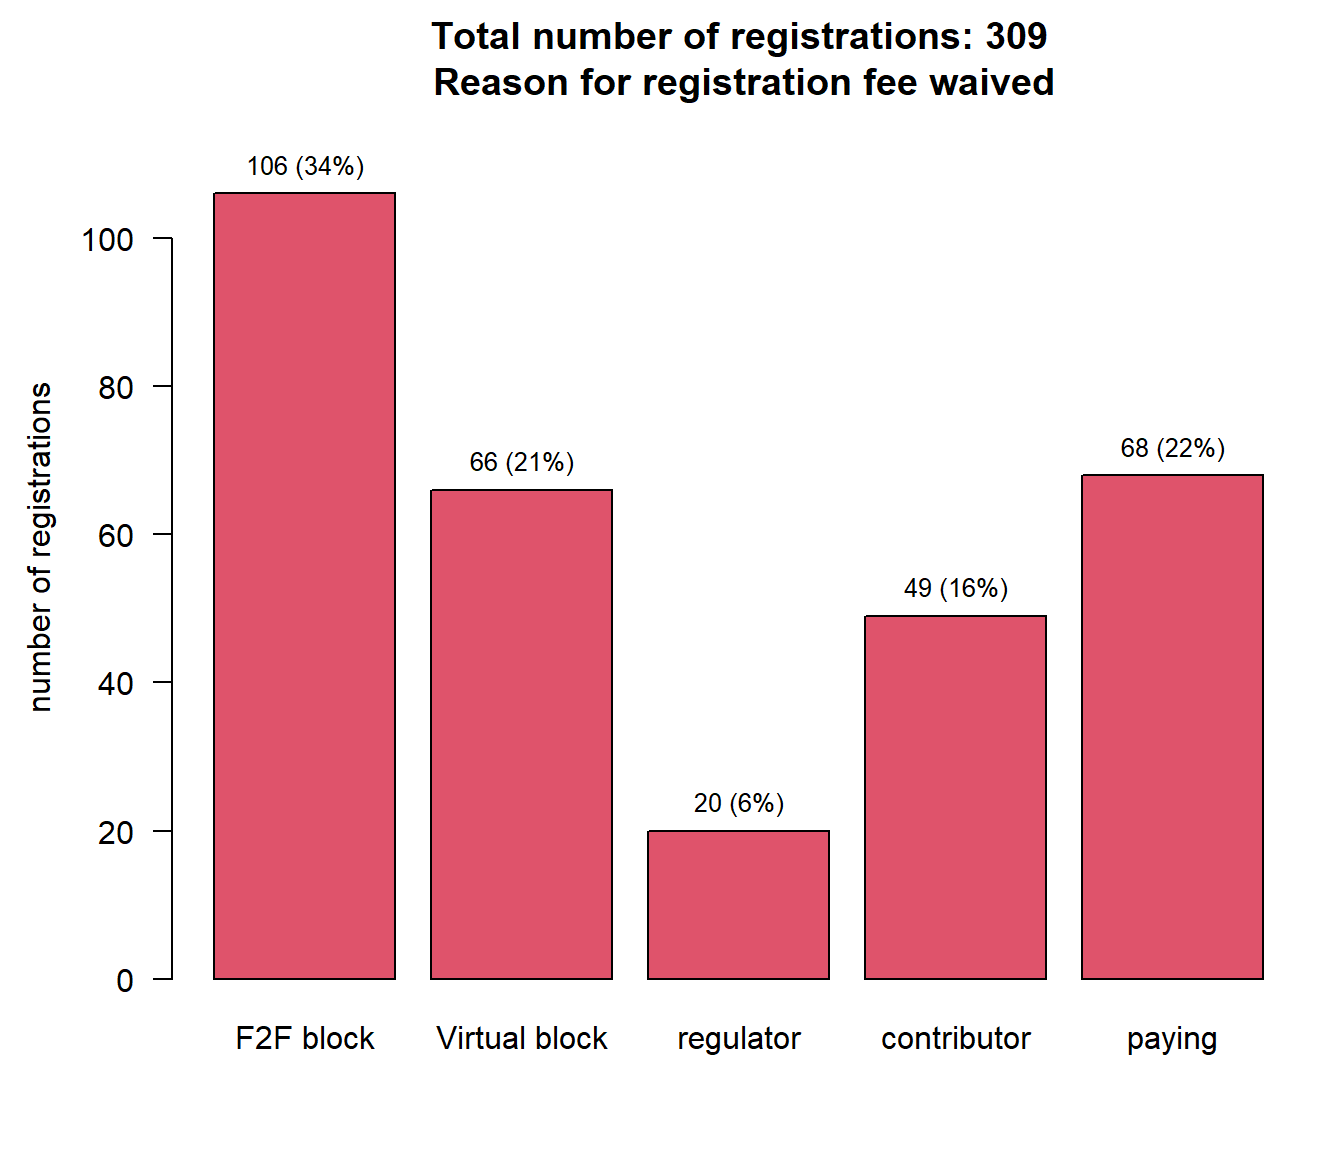 Total number of registrations: 309
Reason for registration fee waived
106 (34%)
66 (21%)
20 (6%)
49 (16%)
68 (22%)
number of registrations
100
80
60
40
20
0
F2F block
Virtual block
regulator
contributor
paying